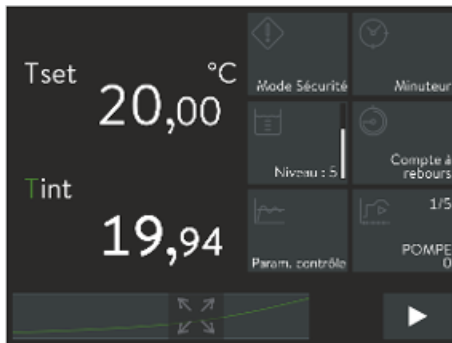 Tset
°C
20,00
Tint
19,94
Mode Sécurité
Minuteur
Niveau : 5
Compte à
rebours
Param. contrôle
1/5
POMPE
0